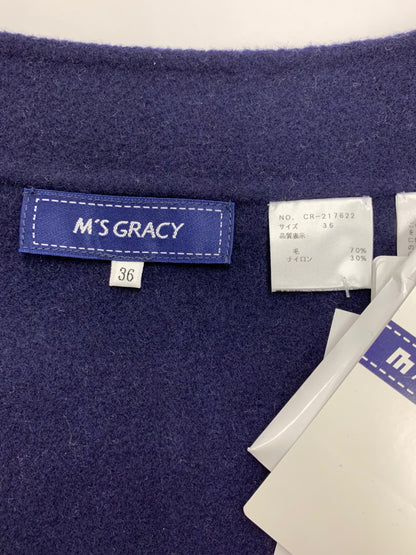 M'S GRACY
36
NO. CR-217622
サイズ 36
品質表示
毛 70%
ナイロン 30%